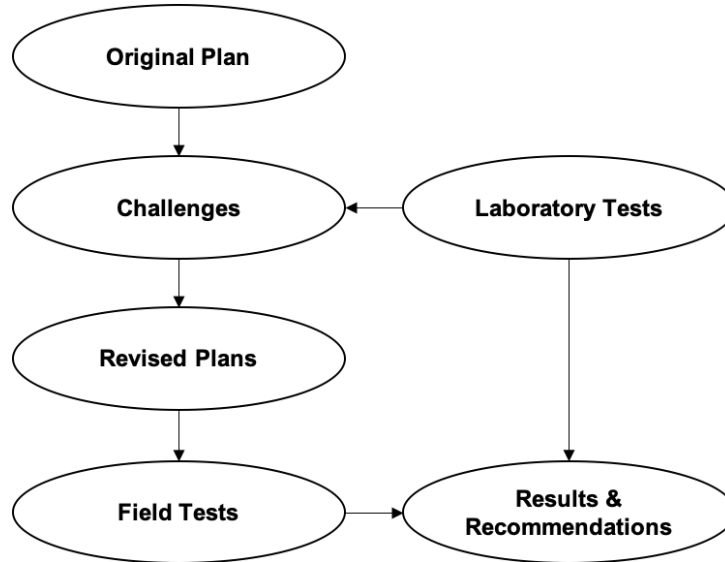 Original Plan
Challenges
Laboratory Tests
Revised Plans
Field Tests
Results &
Recommendations